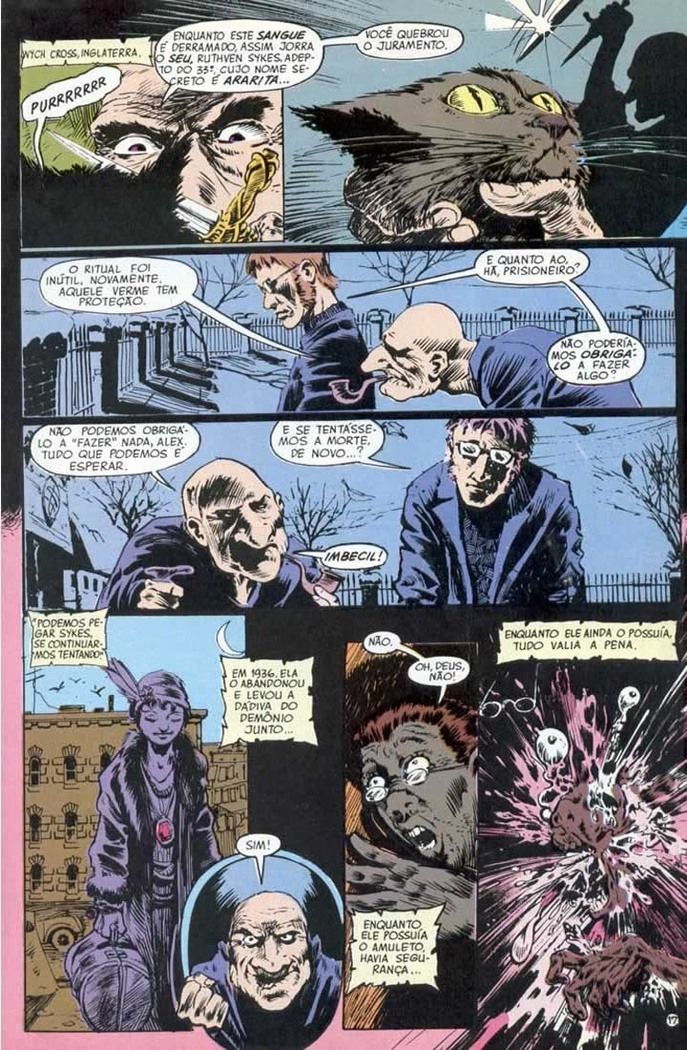 WYCH CROSS, INGLATERRA.
PURRRRRRR
ENQUANTO ESTE SANGUE
É DERRAMADO, ASSIM JORRA
O SEU, RUTHVEN SYKES, ADEP-
TO DO 33º, CUJO NOME SE-
CRETO É ARARITA...
VOCÊ QUEBROU
O JURAMENTO.
O RITUAL FOI
INÚTIL, NOVAMENTE.
AQUELE VERME TEM
PROTEÇÃO.
E QUANTO AO,
HÃ, PRISIONEIRO?
NÃO PODERÍA-
MOS OBRIGÁ-
LO A FAZER
ALGO?
NÃO PODEMOS OBRIGÁ-
LO A "FAZER" NADA, ALEX.
TUDO QUE PODEMOS É
ESPERAR.
E SE TENTÁSSE-
MOS A MORTE,
DE NOVO...?
IMBECIL!
"PODEMOS PE-
GAR SYKES,
SE CONTINUAR-
MOS TENTANDO"
EM 1936, ELA
O ABANDONOU
E LEVOU A
DÁDIVA DO
DEMÔNIO
JUNTO...
SIM!
NÃO.
OH, DEUS,
NÃO!
ENQUANTO
ELE POSSUÍA
O AMULETO,
HAVIA SEGU-
RANÇA...
ENQUANTO ELE AINDA O POSSUÍA,
TUDO VALIA A PENA.
17